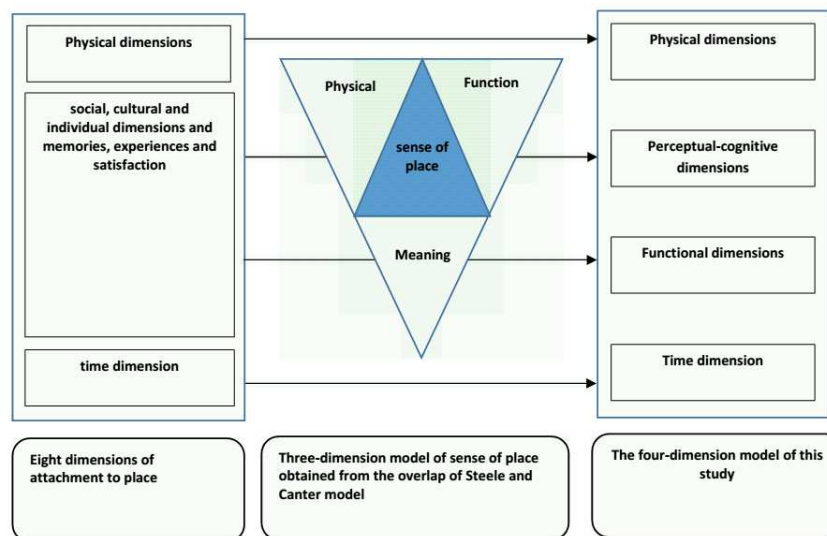 Physical dimensions
social, cultural and
individual dimensions and
memories, experiences and
satisfaction
time dimension
Physical
Function
sense of
place
Meaning
Physical dimensions
Perceptual-cognitive
dimensions
Functional dimensions
Time dimension
Eight dimensions of
attachment to place
Three-dimension model of sense of place
obtained from the overlap of Steele and
Canter model
The four-dimension model of this
study